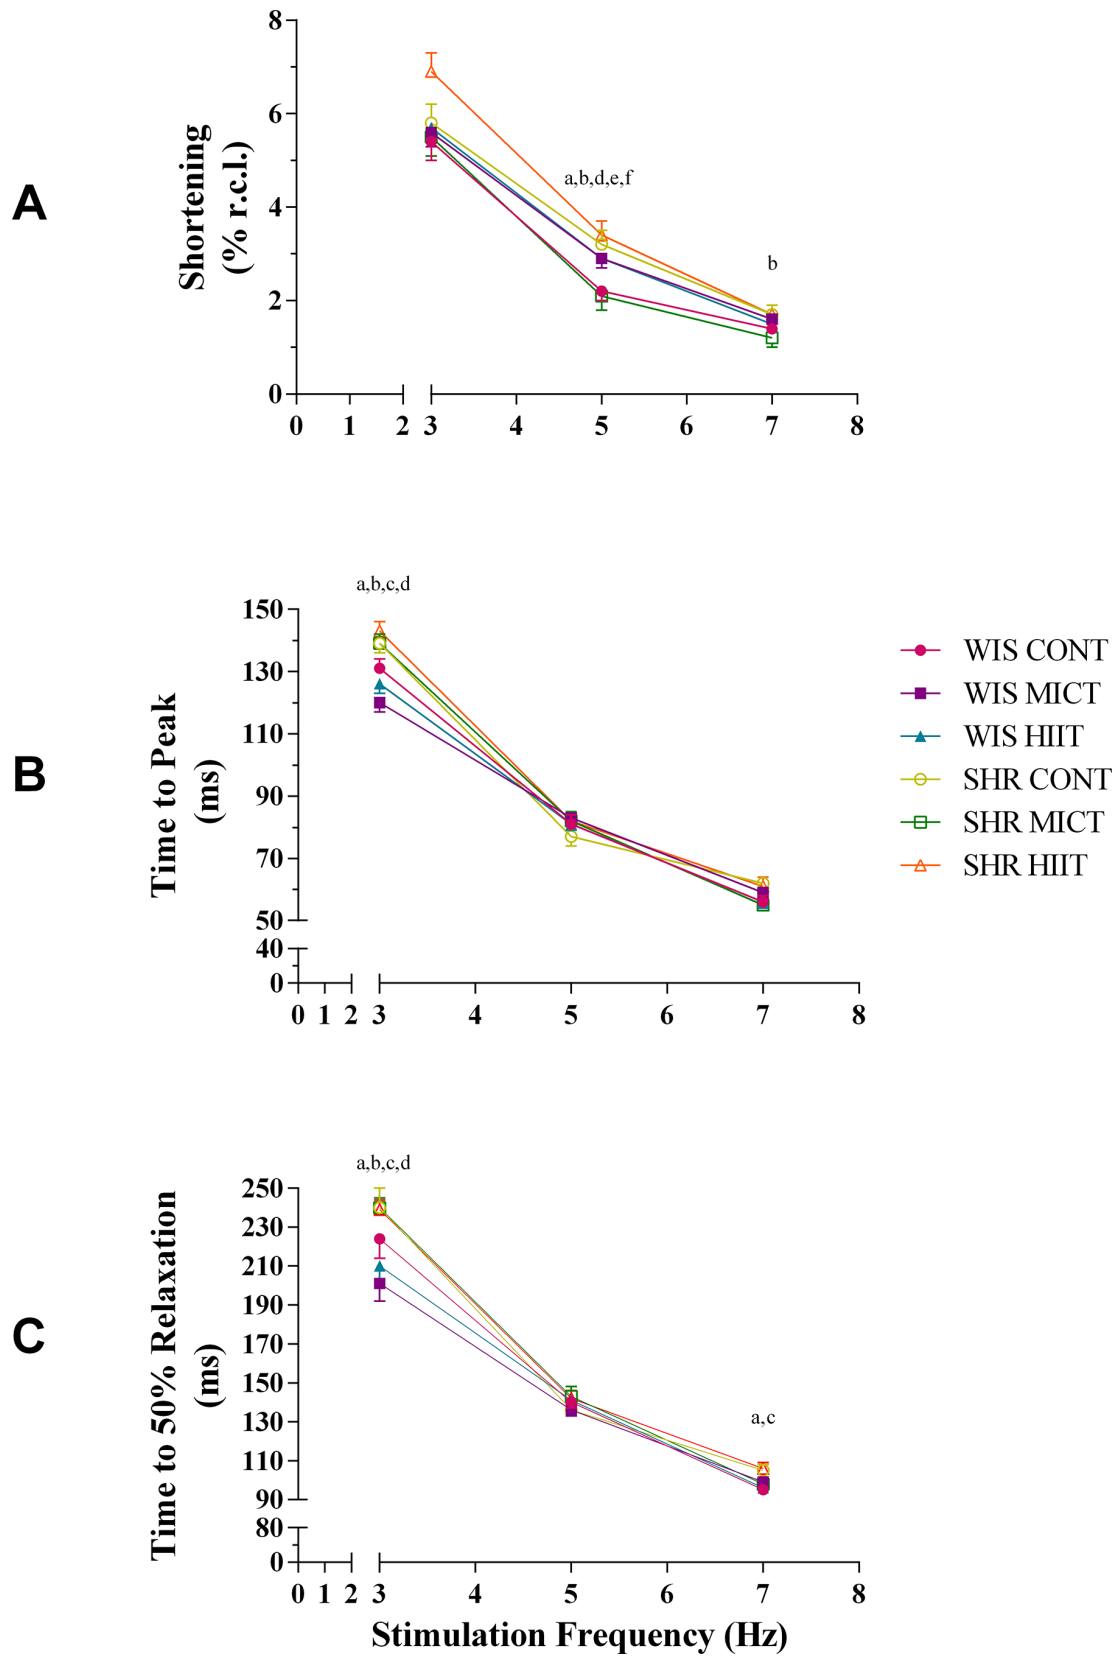 A
Shortening
(% r.c.l.)
8
6
4
2
0
a,b,d,e,f
b
0 1 2 3 4 5 6 7 8
B
Time to Peak
(ms)
a,b,c,d
150
130
110
90
70
50
40
0
0 1 2 3 4 5 6 7 8
WIS CONT
WIS MICT
WIS HIIT
SHR CONT
SHR MICT
SHR HIIT
C
Time to 50% Relaxation
(ms)
a,b,c,d
250
230
210
190
170
150
130
110
90
80
0
a,c
0 1 2 3 4 5 6 7 8
Stimulation Frequency (Hz)